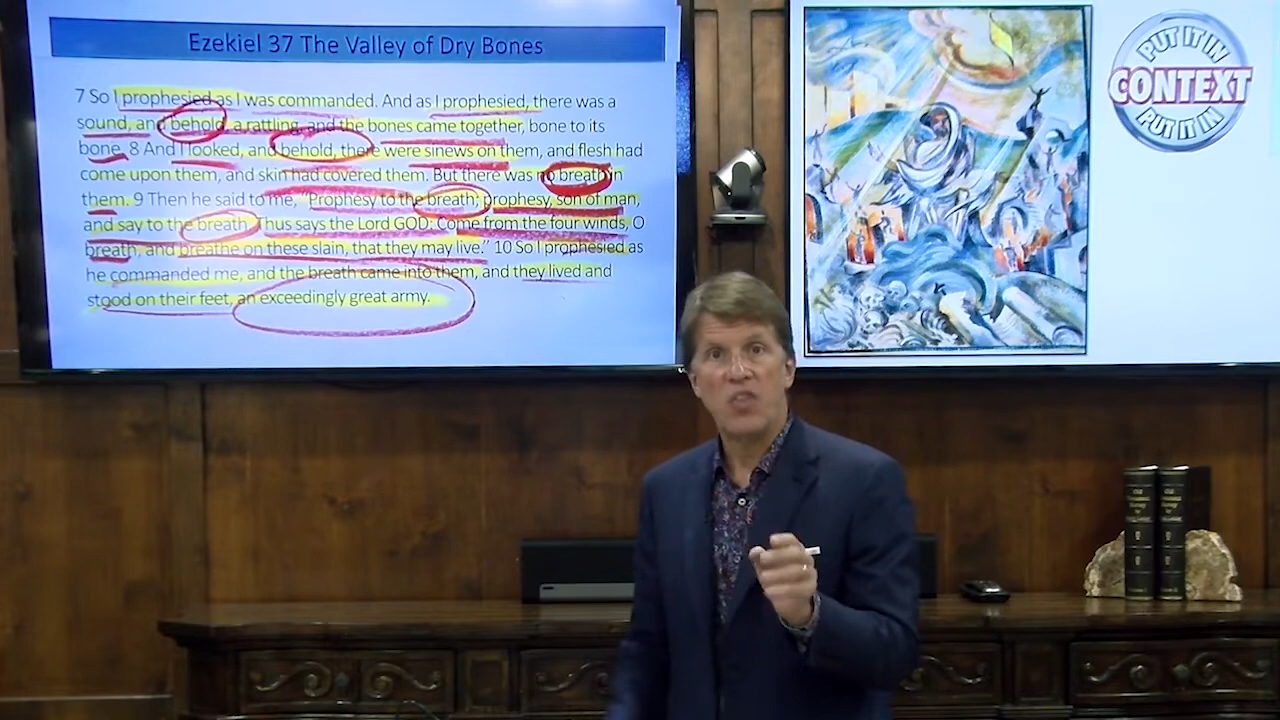 Ezekiel 37 The Valley of Dry Bones
7 So I prophesied as I was commanded. And as I prophesied, there was a
sound, and behold, a rattling, and the bones came together, bone to its
bone. 8 And I looked, and behold, there were sinews on them, and flesh had
come upon them, and skin had covered them. But there was no breath in
them. 9 Then he said to me, “Prophesy to the breath; prophesy, son of man,
and say to the breath, Thus says the Lord GOD: Come from the four winds, O
breath, and breathe on these slain, that they may live.” 10 So I prophesied as
he commanded me, and the breath came into them, and they lived and
stood on their feet, an exceedingly great army.
PUT IT IN
CONTEXT
PUT IT IN